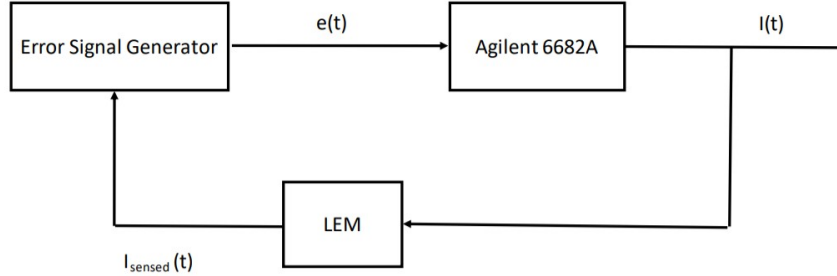 e(t)
I(t)
Error Signal Generator
Agilent 6682A
LEM
I_sensed (t)